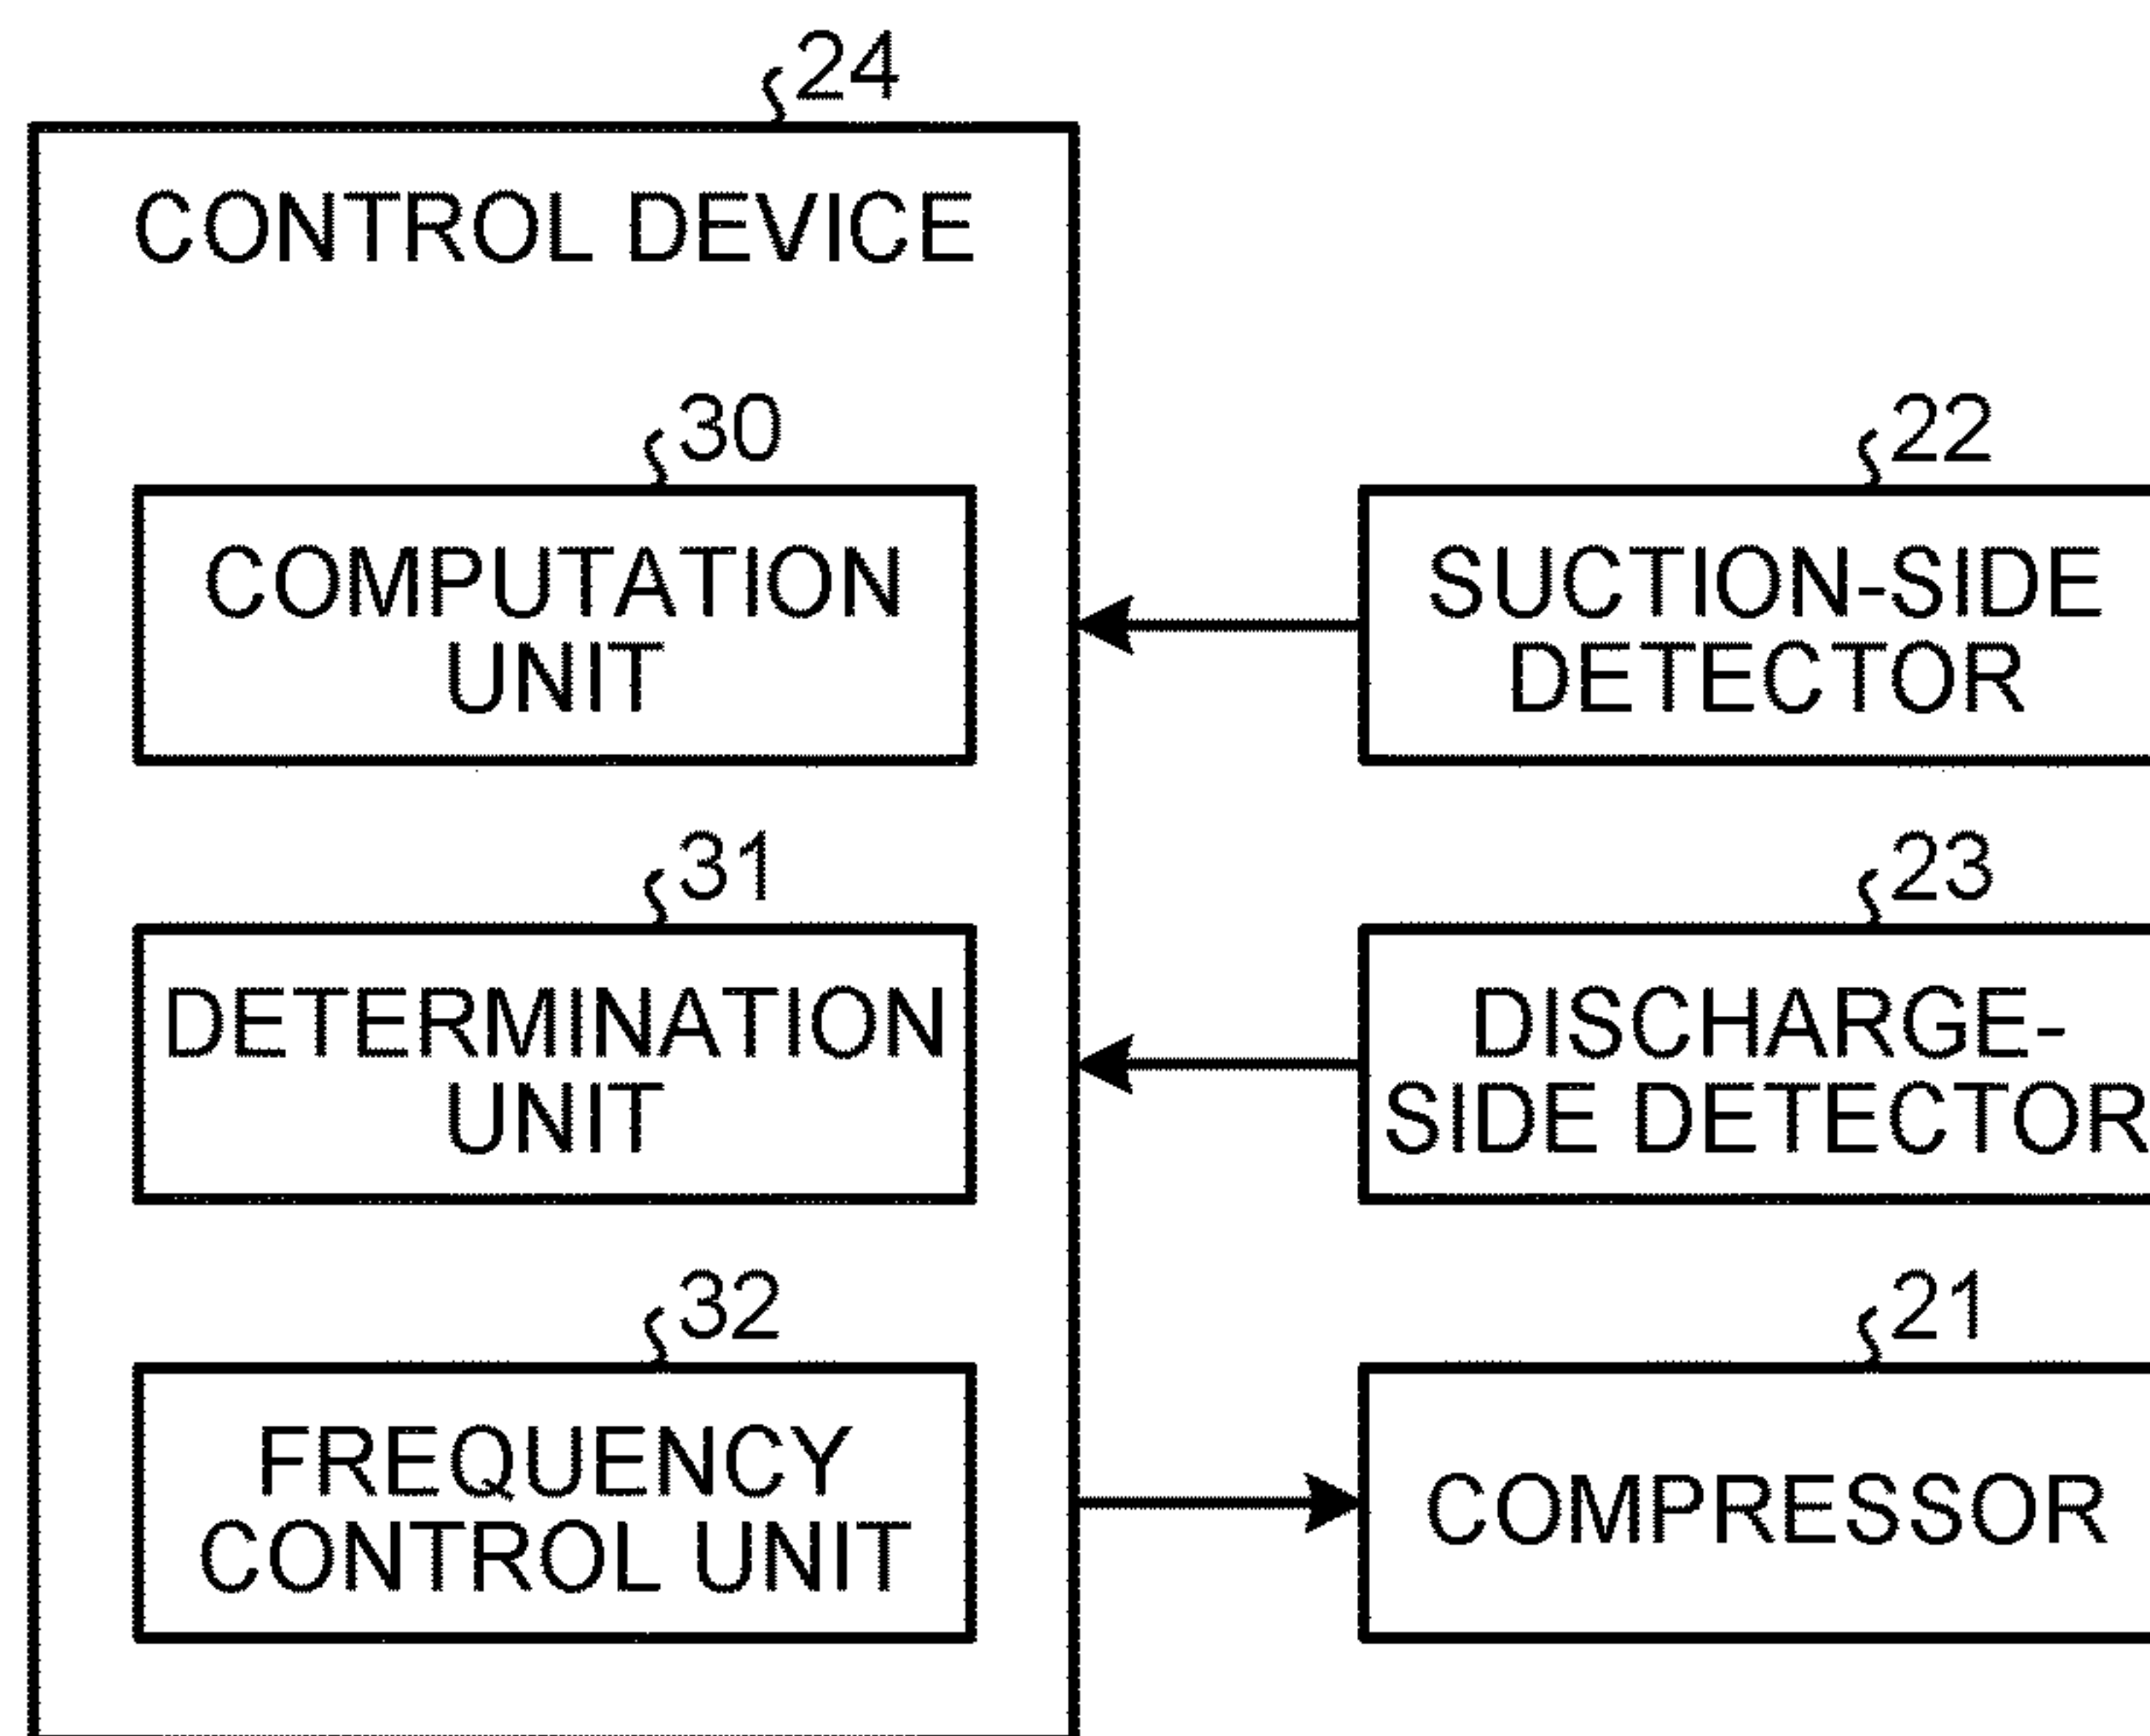 24
CONTROL DEVICE
30
COMPUTATION
UNIT
31
DETERMINATION
UNIT
32
FREQUENCY
CONTROL UNIT
22
SUCTION-SIDE
DETECTOR
23
DISCHARGE-
SIDE DETECTOR
21
COMPRESSOR